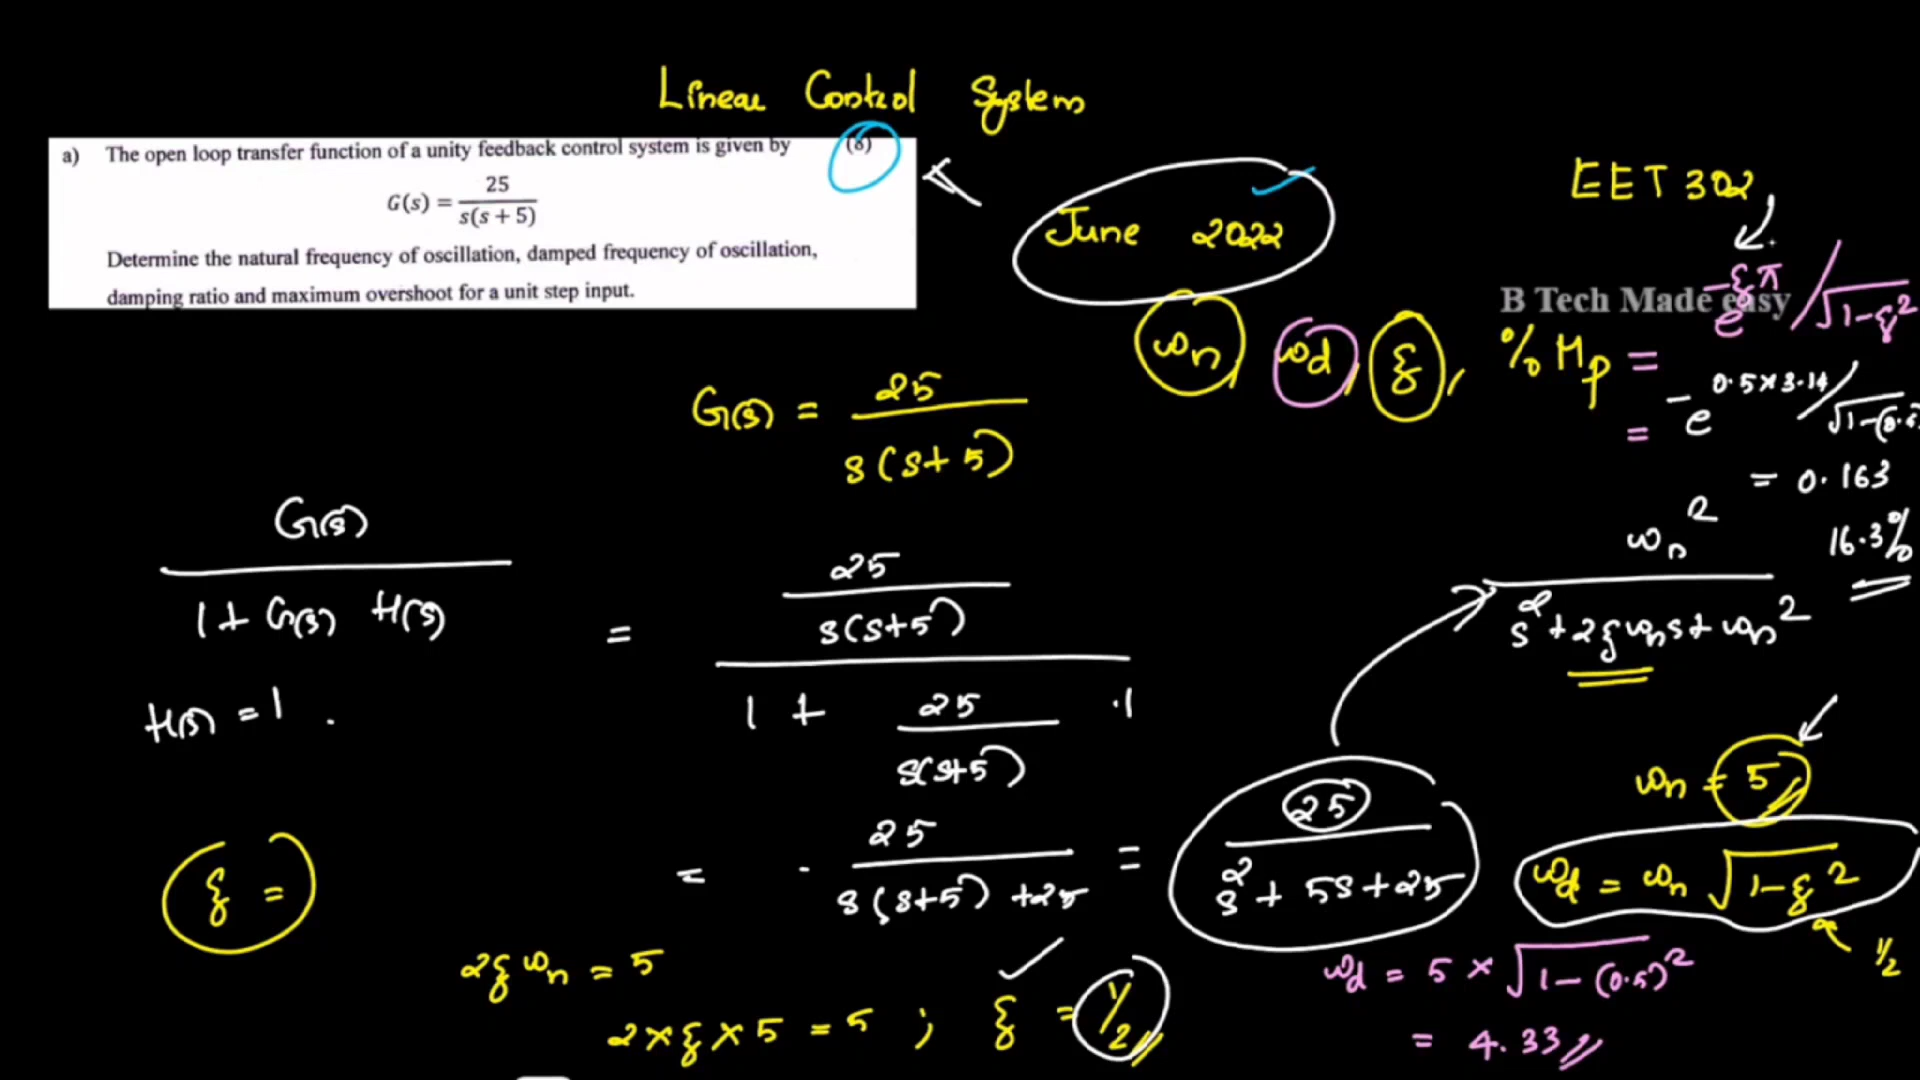 Linear Control System
a) The open loop transfer function of a unity feedback control system is given by (8)
G(s) = 25 / s(s + 5)
Determine the natural frequency of oscillation, damped frequency of oscillation,
damping ratio and maximum overshoot for a unit step input.
June 2022
EET 302
B Tech Made easy
ωn, ωd, ξ, % Mp = e^-ξπ/√1-ξ²
= e^-0.5×3.14/√1-(0.5
= 0.163
16.3%
G(s) = 25 / s(s+5)
G(s) / 1+ G(s) H(s) = 25 / s(s+5) / 1 + 25 / s(s+5) .1
H(s) = 1 .
ωn² / s²+2ξωns+ωn²
= 25 / s(s+5) +25 = 25 / s²+ 5s+25
ωn = 5
ωd = ωn √1-ξ²
1/2
ξ =
2ξωn = 5
2×ξ×5 = 5 ; ξ = 1/2
ωd = 5 × √1-(0.5)²
= 4.33